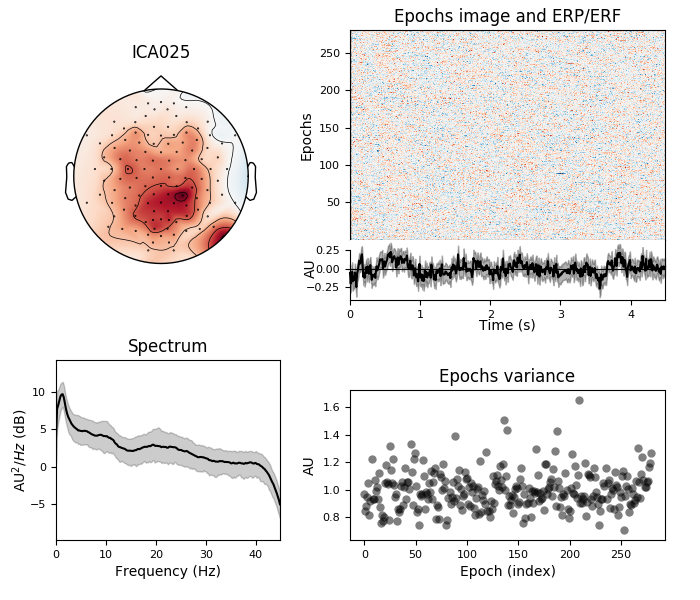 ICA025
Epochs image and ERP/ERF
Epochs
250
200
150
100
50
AU
0.25
0.00
−0.25
0 1 2 3 4
Time (s)
Spectrum
AU²/Hz (dB)
10
5
0
−5
0 10 20 30 40
Frequency (Hz)
Epochs variance
AU
1.6
1.4
1.2
1.0
0.8
0 50 100 150 200 250
Epoch (index)